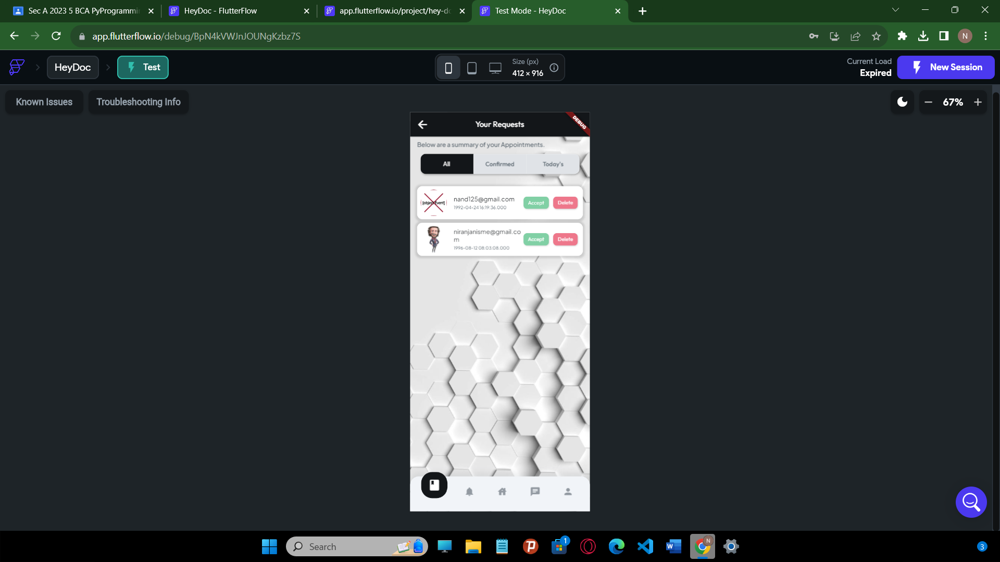 Sec A 2023 5 BCA PyProgrammi
HeyDoc - FlutterFlow
app.flutterflow.io/project/hey-do
Test Mode - HeyDoc
app.flutterflow.io/debug/BpN4kVWJnJOUNgKzbz7S
N
HeyDoc
Test
Size (px)
412 × 916
Current Load
Expired
New Session
Known Issues
Troubleshooting Info
67%
Your Requests
DEBUG
Below are a summary of your Appointments.
All
Confirmed
Today's
[object Event]
nand125@gmail.com
1992-04-24 16:19:36.000
Accept
Delete
niranjanisme@gmail.co
m
1996-08-12 08:03:08.000
Accept
Delete
Search
1
N
3